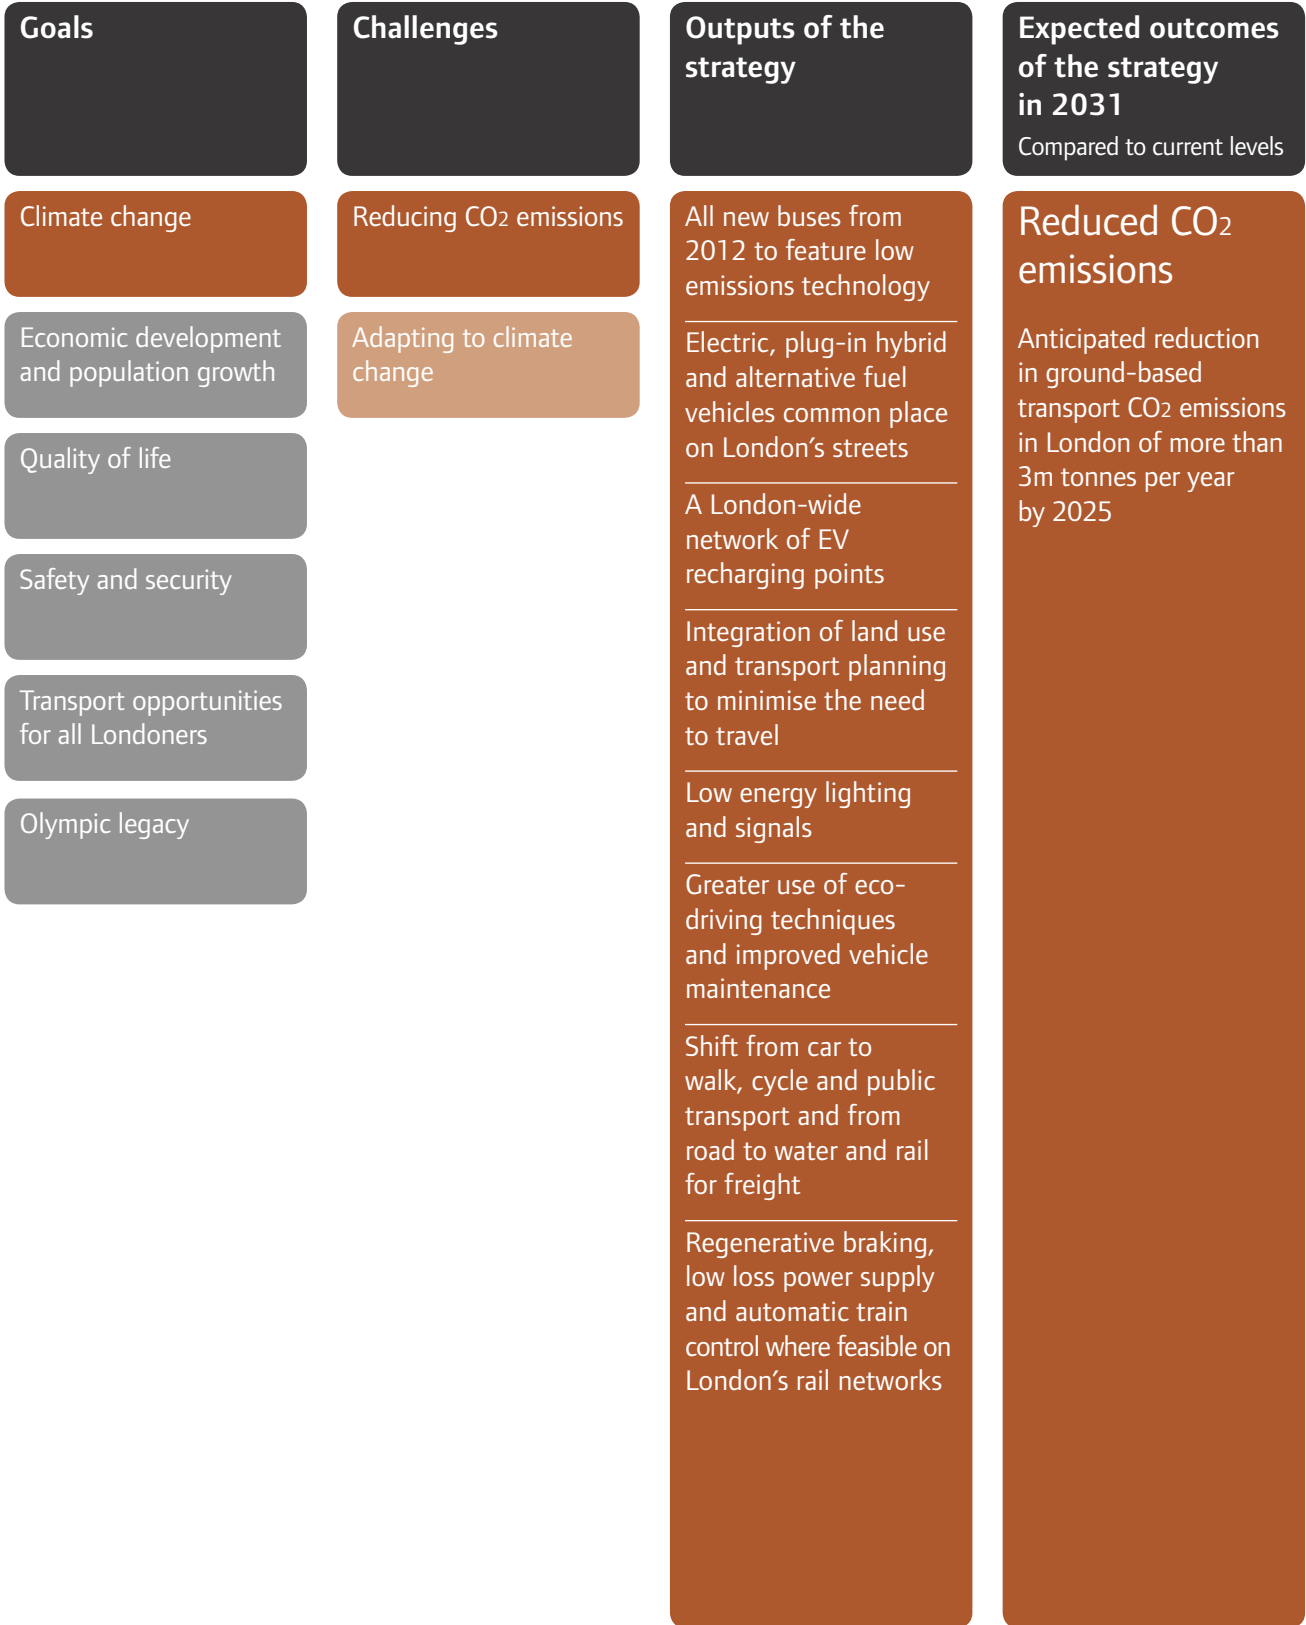 Goals
Challenges
Outputs of the
strategy
Expected outcomes
of the strategy
in 2031
Compared to current levels
Climate change
Economic development
and population growth
Quality of life
Safety and security
Transport opportunities
for all Londoners
Olympic legacy
Reducing CO2 emissions
Adapting to climate
change
All new buses from
2012 to feature low
emissions technology
Electric, plug-in hybrid
and alternative fuel
vehicles common place
on London’s streets
A London-wide
network of EV
recharging points
Integration of land use
and transport planning
to minimise the need
to travel
Low energy lighting
and signals
Greater use of eco-
driving techniques
and improved vehicle
maintenance
Shift from car to
walk, cycle and public
transport and from
road to water and rail
for freight
Regenerative braking,
low loss power supply
and automatic train
control where feasible on
London’s rail networks
Reduced CO2
emissions
Anticipated reduction
in ground-based
transport CO2 emissions
in London of more than
3m tonnes per year
by 2025